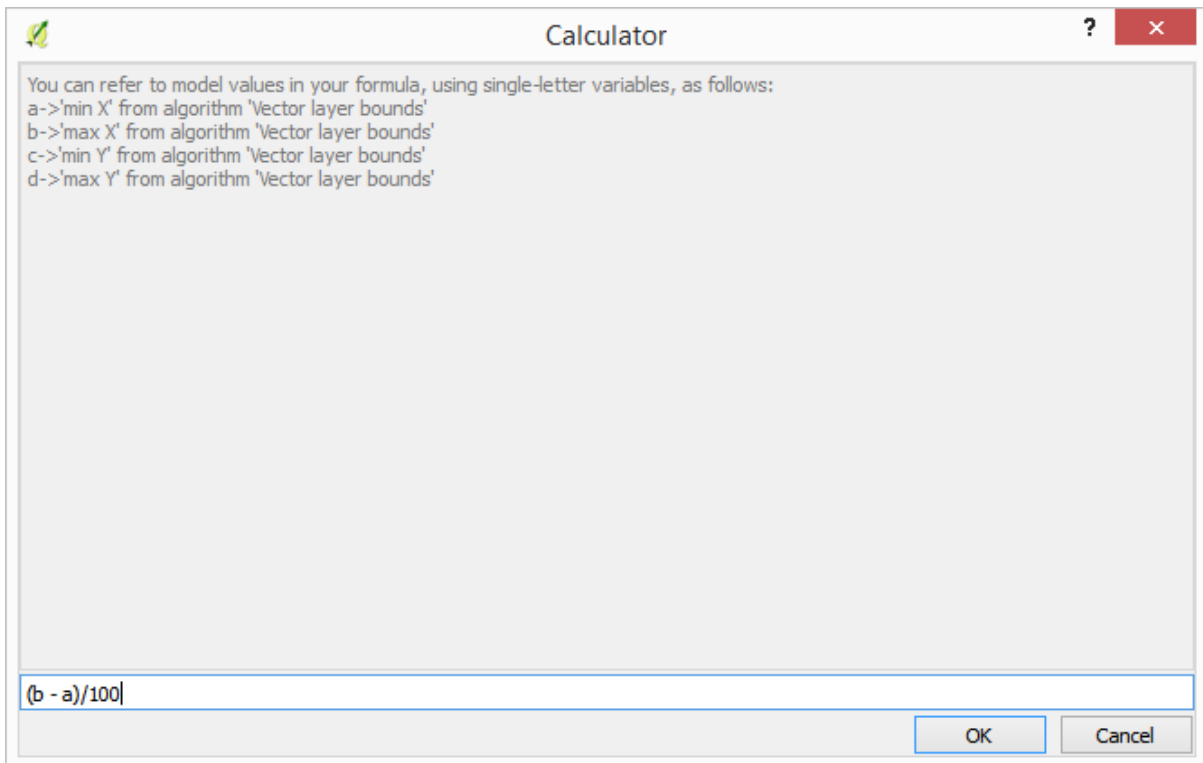 Calculator
?
You can refer to model values in your formula, using single-letter variables, as follows:
a->'min X' from algorithm 'Vector layer bounds'
b->'max X' from algorithm 'Vector layer bounds'
c->'min Y' from algorithm 'Vector layer bounds'
d->'max Y' from algorithm 'Vector layer bounds'
(b - a)/100
OK
Cancel